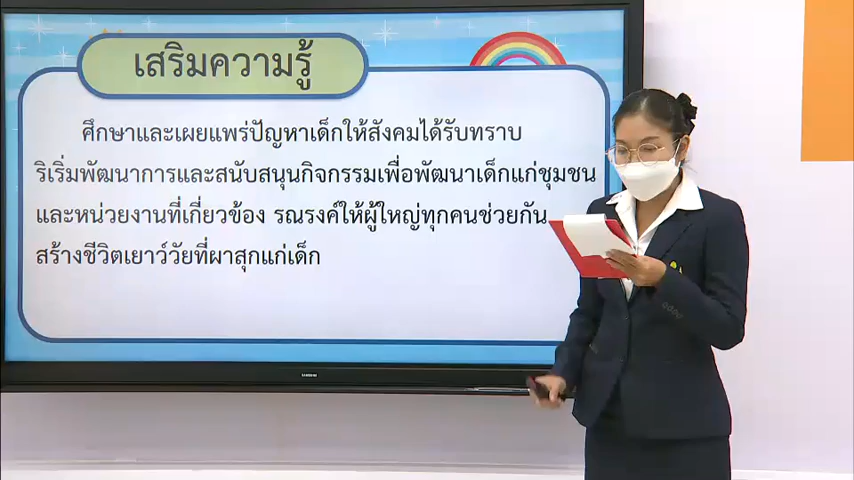 เสริมความรู้
ศึกษาและเผยแพร่ปัญหาเด็กให้สังคมได้รับทราบ
ริเริ่มพัฒนาการและสนับสนุนกิจกรรมเพื่อพัฒนาเด็กแก่ชุมชน
และหน่วยงานที่เกี่ยวข้อง รณรงค์ให้ผู้ใหญ่ทุกคนช่วยกัน
สร้างชีวิตเยาว์วัยที่ผาสุกแก่เด็ก
SAMSUNG